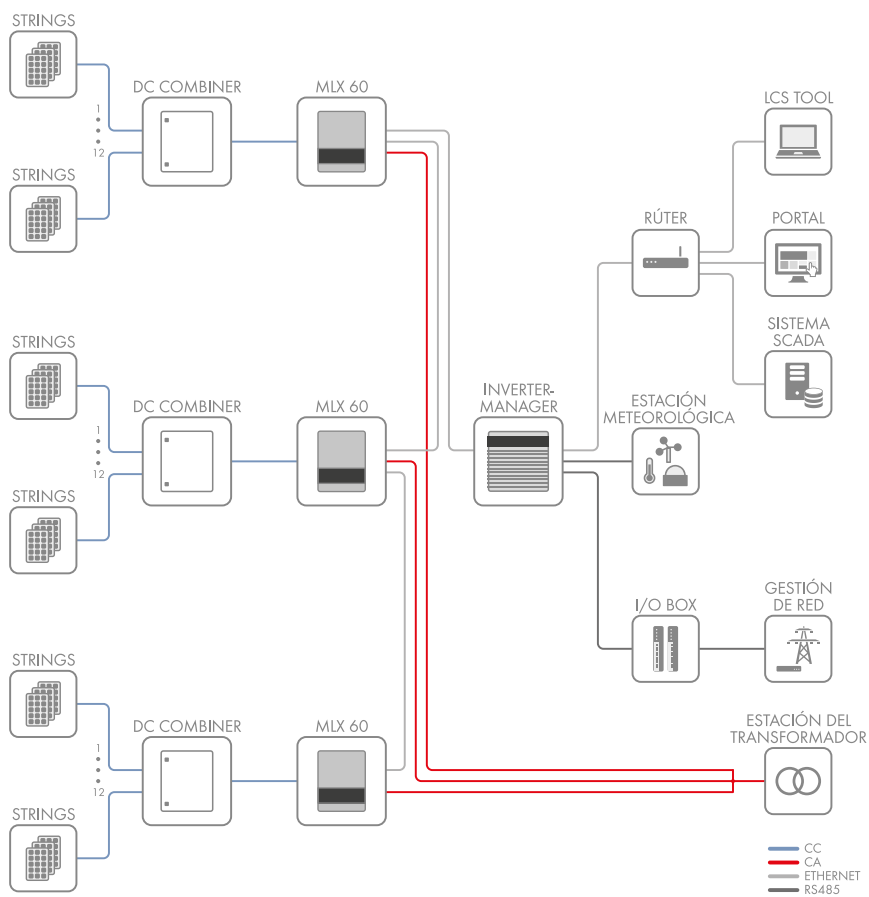 STRINGS
DC COMBINER
MLX 60
1
12
STRINGS
LCS TOOL
RÚTER
PORTAL
SISTEMA
SCADA
STRINGS
DC COMBINER
MLX 60
1
12
STRINGS
INVERTER-
MANAGER
ESTACIÓN
METEOROLÓGICA
I/O BOX
GESTIÓN
DE RED
STRINGS
DC COMBINER
MLX 60
1
12
STRINGS
ESTACIÓN DEL
TRANSFORMADOR
CC
CA
ETHERNET
RS485